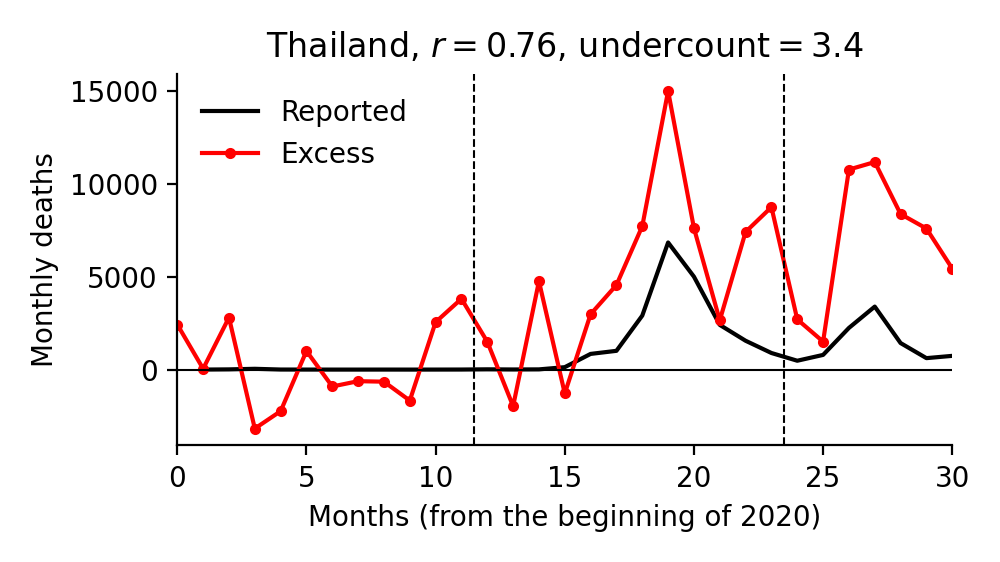 Thailand, r = 0.76, undercount = 3.4
15000
10000
5000
0
Monthly deaths
Reported
Excess
0 5 10 15 20 25 30
Months (from the beginning of 2020)